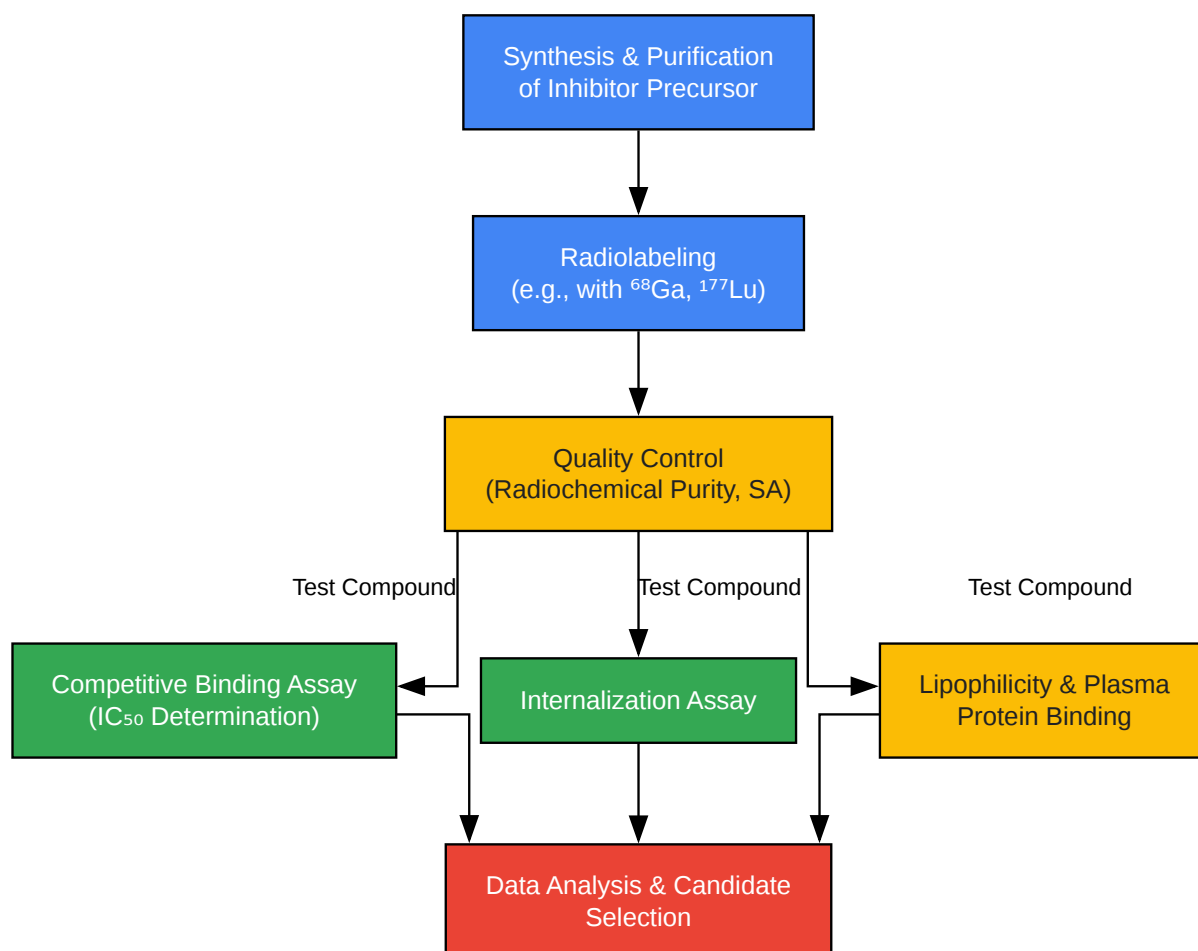 Synthesis & Purification
of Inhibitor Precursor
Radiolabeling
(e.g., with ⁶⁸Ga, ¹⁷⁷Lu)
Quality Control
(Radiochemical Purity, SA)
Test Compound
Test Compound
Test Compound
Competitive Binding Assay
(IC₅₀ Determination)
Internalization Assay
Lipophilicity & Plasma
Protein Binding
Data Analysis & Candidate
Selection